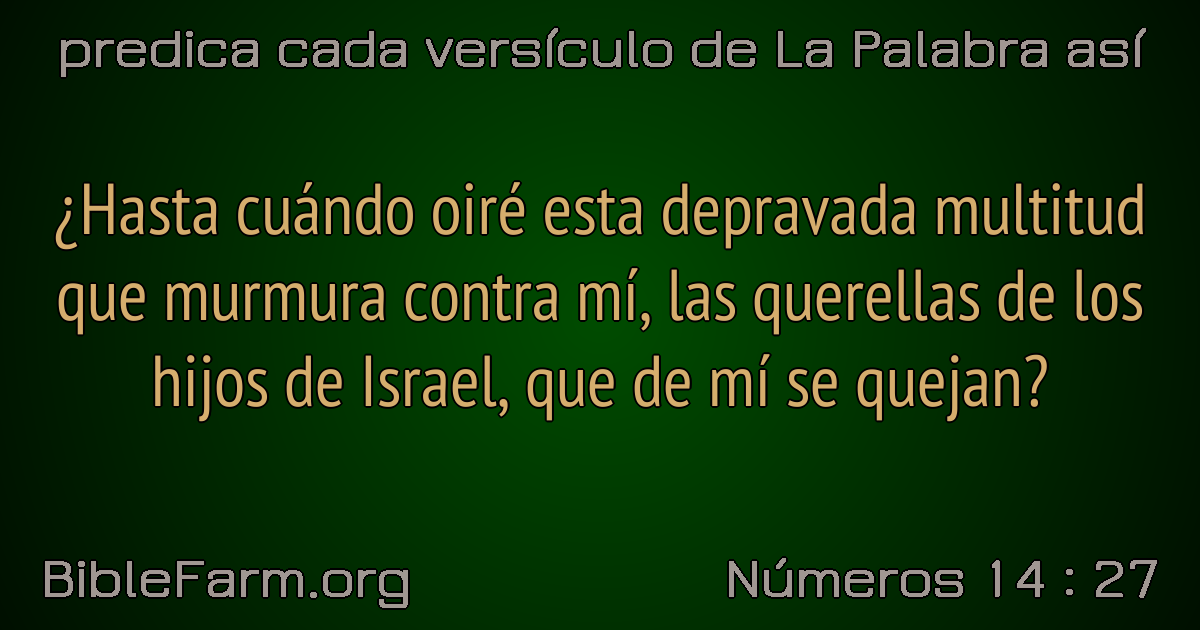 predica cada versículo de La Palabra así
¿Hasta cuándo oiré esta depravada multitud
que murmura contra mí, las querellas de los
hijos de Israel, que de mí se quejan?
BibleFarm.org
Números 14 : 27